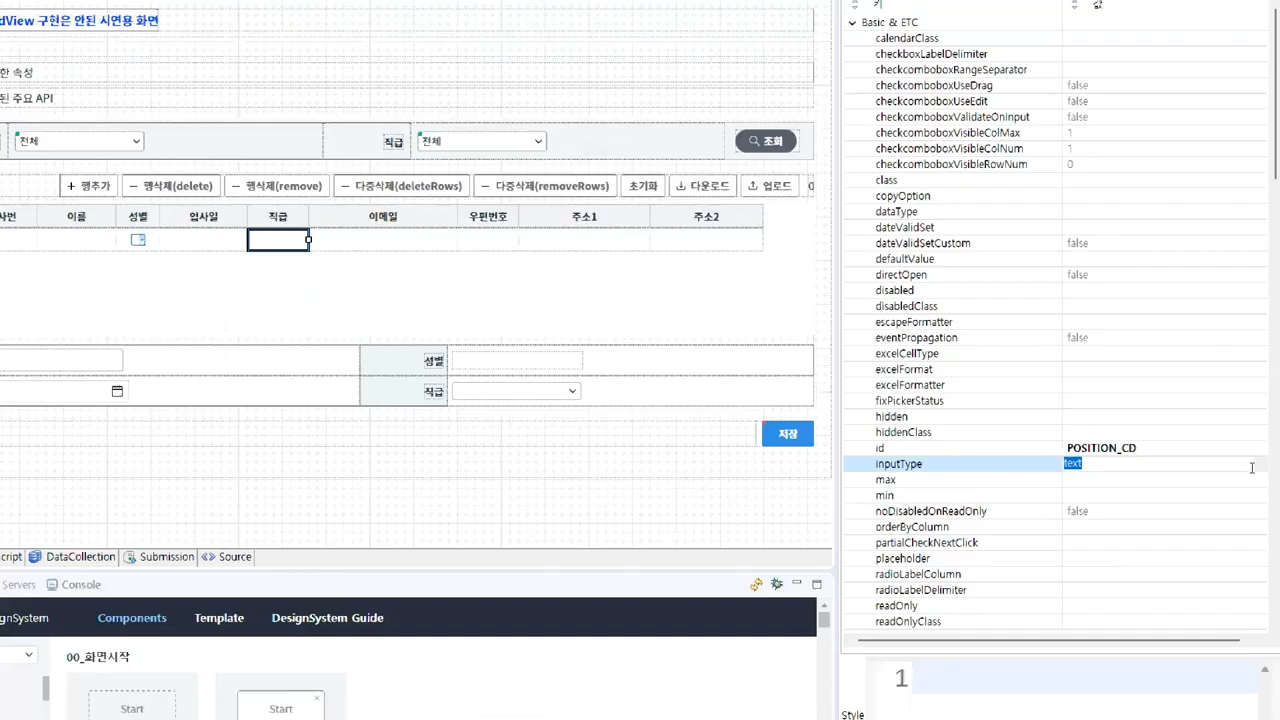 dView 구현은 안된 시연용 화면
한 속성
된 주요 API
전체
직급
전체
조회
행추가
행삭제(delete)
행삭제(remove)
다중삭제(deleteRows)
다중삭제(removeRows)
초기화
다운로드
업로드
사번 이름 성별 입사일 직급 이메일 우편번호 주소1 주소2
성별
직급
저장
cript DataCollection Submission Source
Servers Console
gnSystem Components Template DesignSystem Guide
00_화면시작
Start
Start
키 값
Basic & ETC
calendarClass
checkboxLabelDelimiter
checkcomboboxRangeSeparator
checkcomboboxUseDrag false
checkcomboboxUseEdit false
checkcomboboxValidateOnInput false
checkcomboboxVisibleColMax 1
checkcomboboxVisibleColNum 1
checkcomboboxVisibleRowNum 0
class
copyOption
dataType
dateValidSet
dateValidSetCustom false
defaultValue
directOpen false
disabled
disabledClass
escapeFormatter
eventPropagation false
excelCellType
excelFormat
excelFormatter
fixPickerStatus
hidden
hiddenClass
id POSITION_CD
inputType text
max
min
noDisabledOnReadOnly false
orderByColumn
partialCheckNextClick
placeholder
radioLabelColumn
radioLabelDelimiter
readOnly
readOnlyClass
1
Style